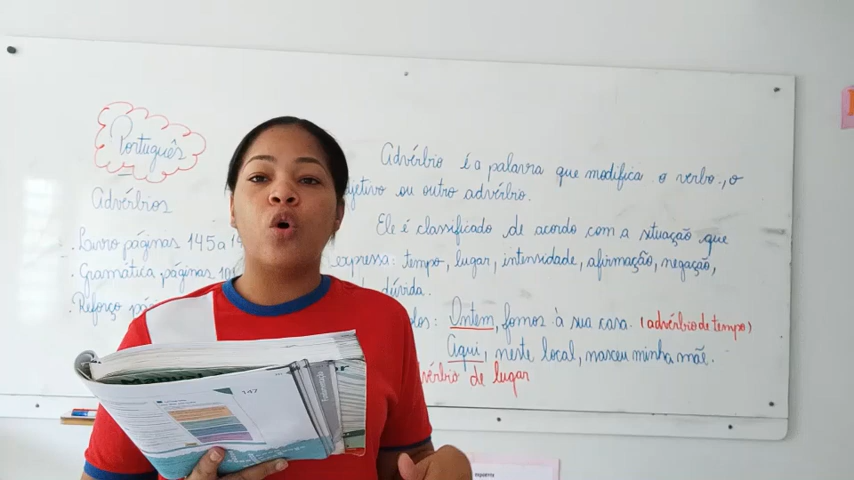 Português
Advérbios
. Livro páginas 145 a
. Gramática, páginas
. Reforço
Advérbio é a palavra que modifica o verbo, o
ou outro advérbio.
Ele é classificado de acordo com a situação que
expressa: tempo, lugar, intensidade, afirmação, negação,
dúvida.
Ontem, fomos à sua casa. (advérbio de tempo)
Aqui, neste local, nasceu minha mãe.
de lugar
147